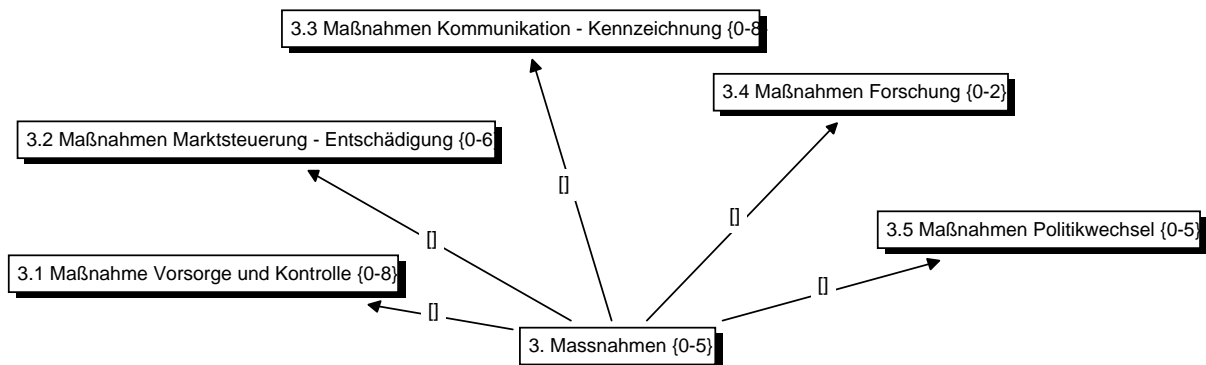 3.3 Maßnahmen Kommunikation - Kennzeichnung {0-8}
3.4 Maßnahmen Forschung {0-2}
3.2 Maßnahmen Marktsteuerung - Entschädigung {0-6}
[]
[]
3.5 Maßnahmen Politikwechsel {0-5}
[]
3.1 Maßnahme Vorsorge und Kontrolle {0-8}
[]
[]
3. Massnahmen {0-5}